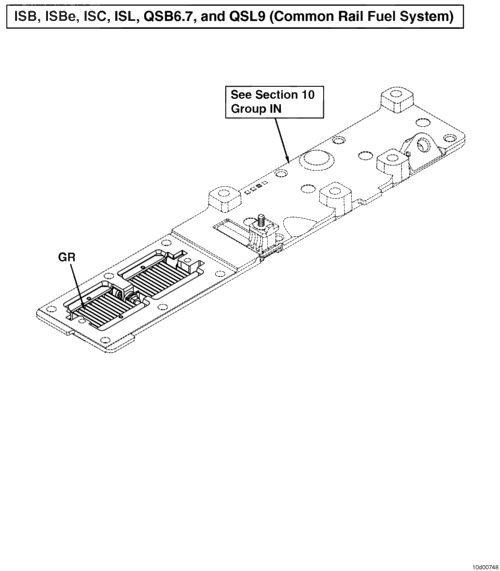 ISB, ISBe, ISC, ISL, QSB6.7, and QSL9 (Common Rail Fuel System)
See Section 10
Group IN
GR
10d00748